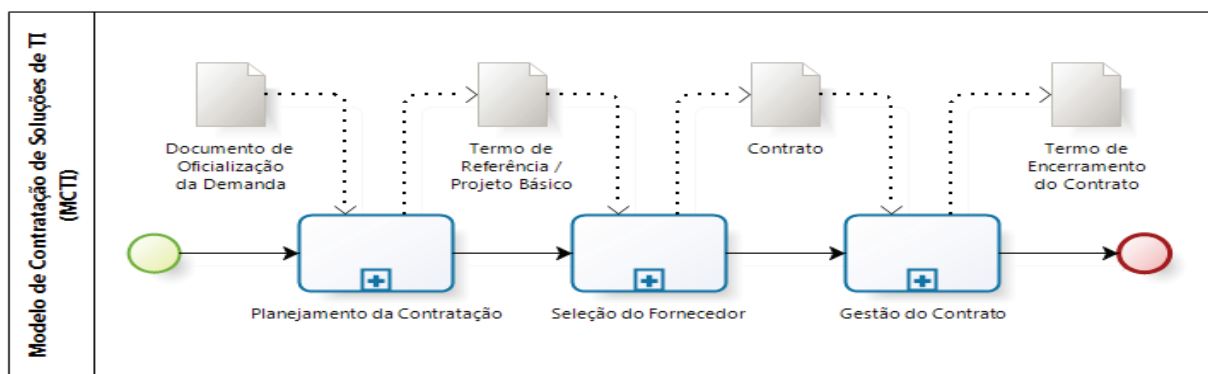 Modelo de Contratação de Soluções de TI
(MCTI)
Documento de
Oficialização
da Demanda
Termo de
Referência /
Projeto Básico
Contrato
Termo de
Encerramento
do Contrato
Planejamento da Contratação
Seleção do Fornecedor
Gestão do Contrato